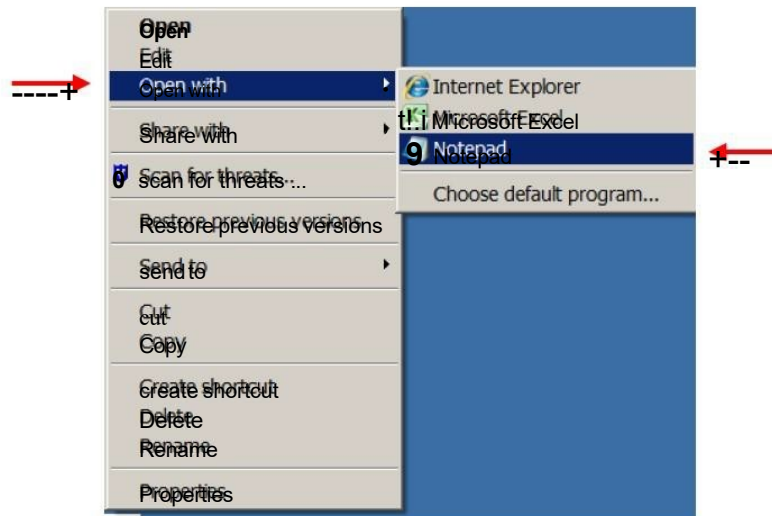 Open
Edit
Open with
Share with
Scan for threats...
Restore previous versions
Send to
Cut
Copy
Create shortcut
Delete
Rename
Properties
Internet Explorer
Microsoft Excel
Notepad
Choose default program...